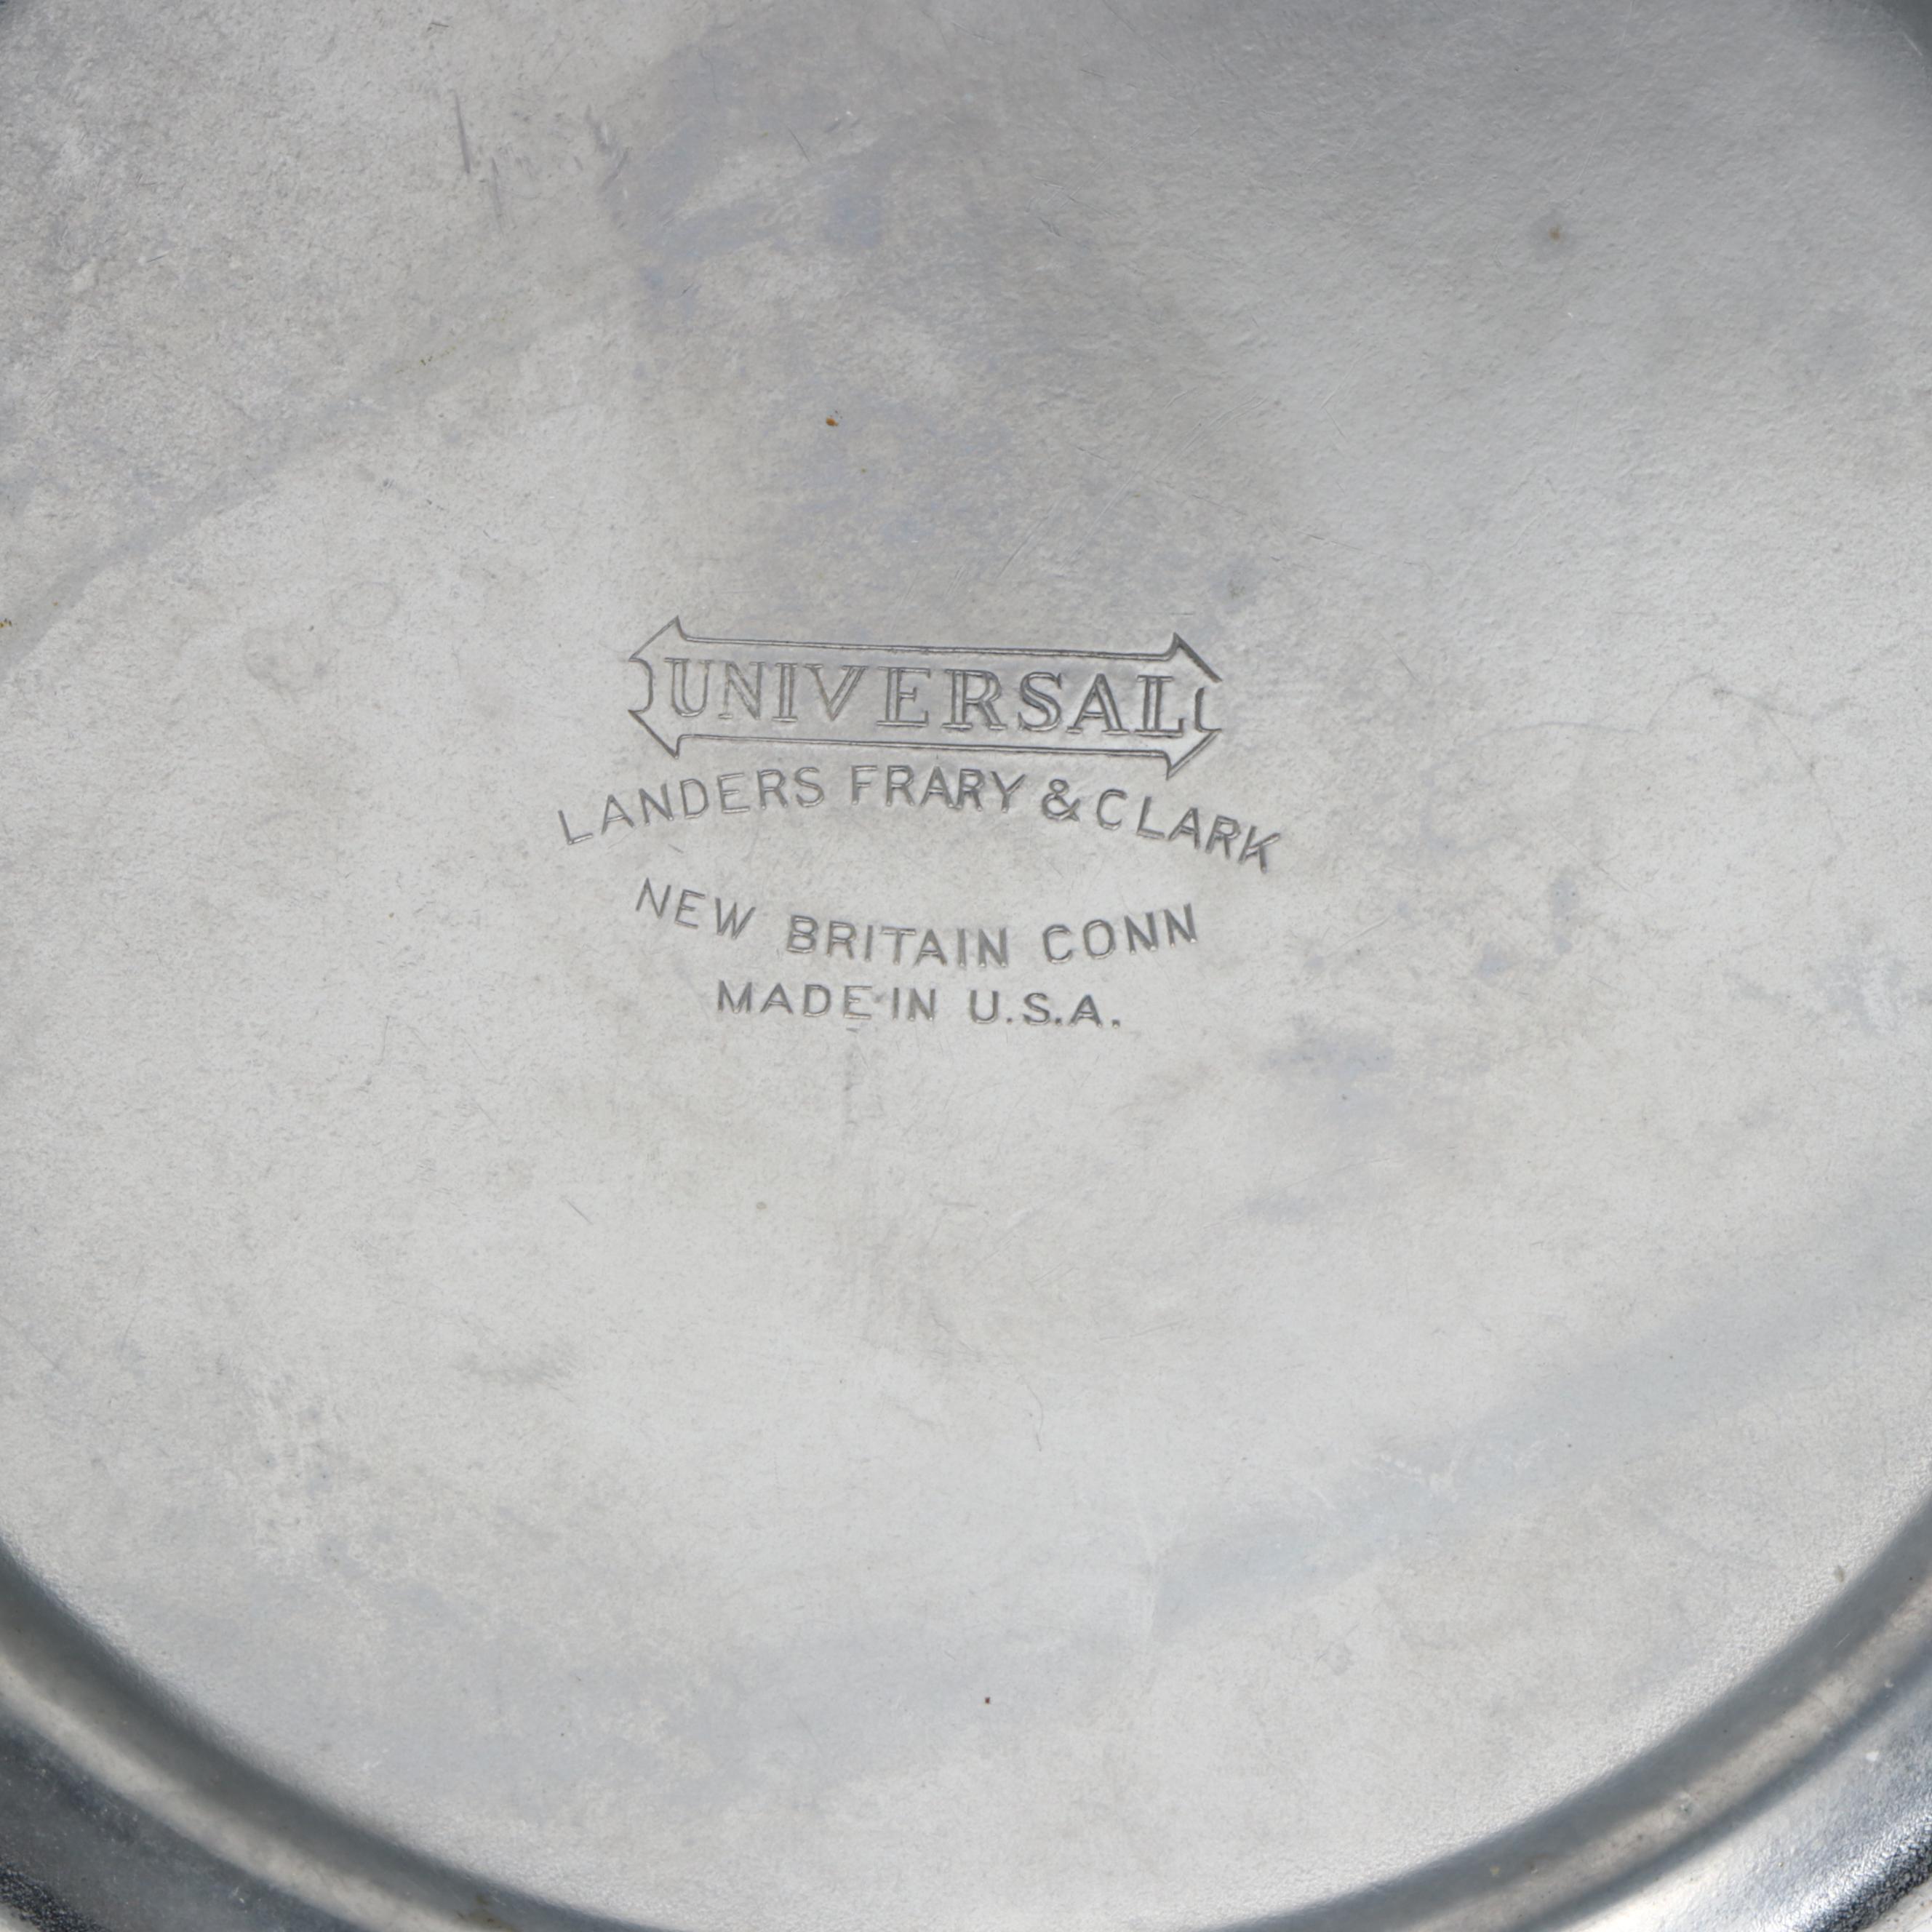 UNIVERSAL
LANDERS FRARY & CLARK
NEW BRITAIN CONN
MADE IN U.S.A.